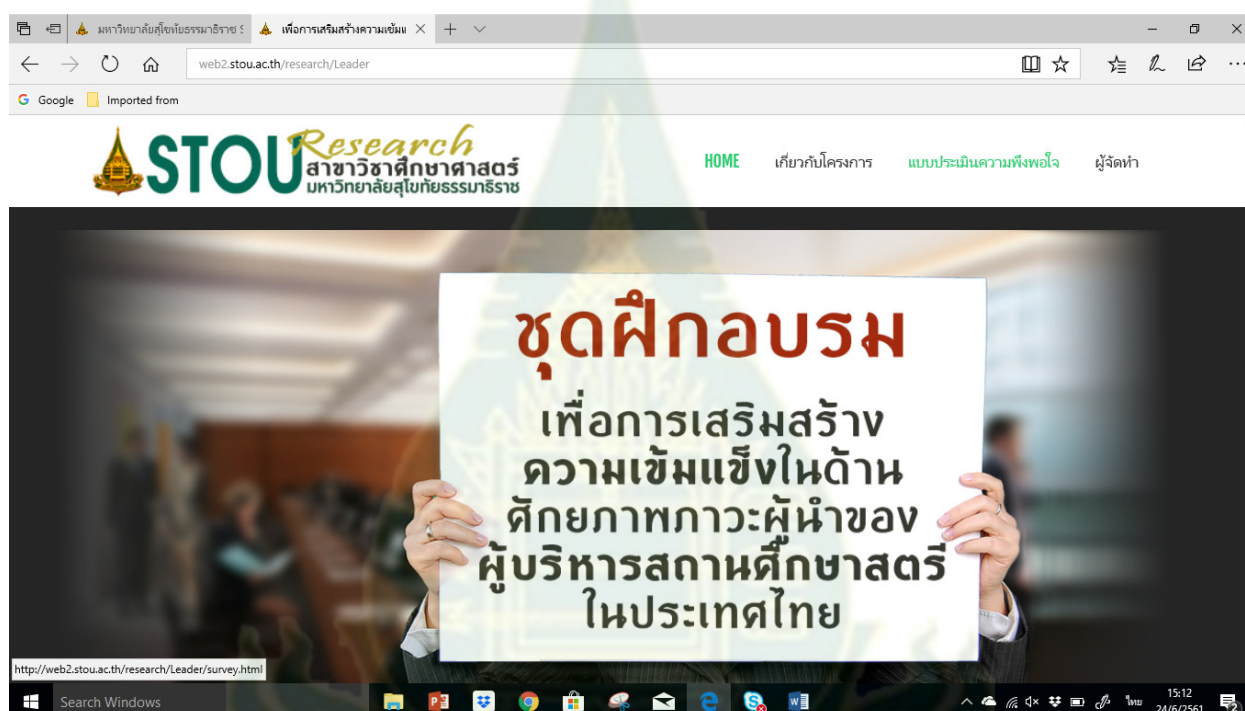 มหาวิทยาลัยสุโขทัยธรรมาธิราช S
เพื่อการเสริมสร้างความเข้มแ
web2.stou.ac.th/research/Leader
Google
Imported from
STOU Research
สาขาวิชาศึกษาศาสตร์
มหาวิทยาลัยสุโขทัยธรรมาธิราช
HOME
เกี่ยวกับโครงการ
แบบประเมินความพึงพอใจ
ผู้จัดทำ
ชุดฝึกอบรม
เพื่อการเสริมสร้าง
ความเข้มแข็งในด้าน
ศักยภาพภาวะผู้นำของ
ผู้บริหารสถานศึกษาสตรี
ในประเทศไทย
http://web2.stou.ac.th/research/Leader/survey.html
Search Windows
ไทย
15:12
24/6/2561